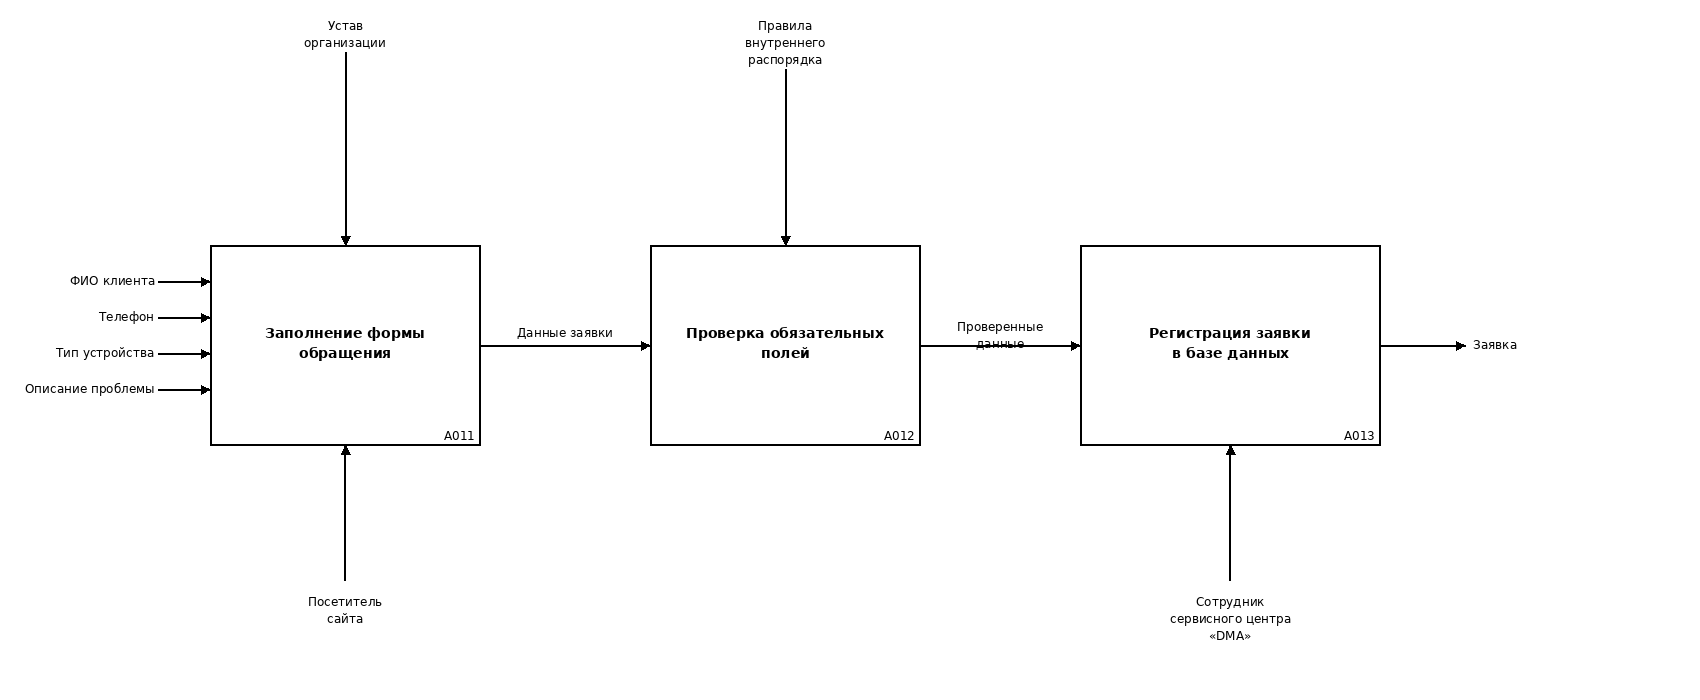 Устав
организации
Правила
внутреннего
распорядка
ФИО клиента
Телефон
Тип устройства
Описание проблемы
Заполнение формы
обращения
A011
Данные заявки
Проверка обязательных
полей
A012
Проверенные
данные
Регистрация заявки
в базе данных
A013
Заявка
Посетитель
сайта
Сотрудник
сервисного центра
«DMA»